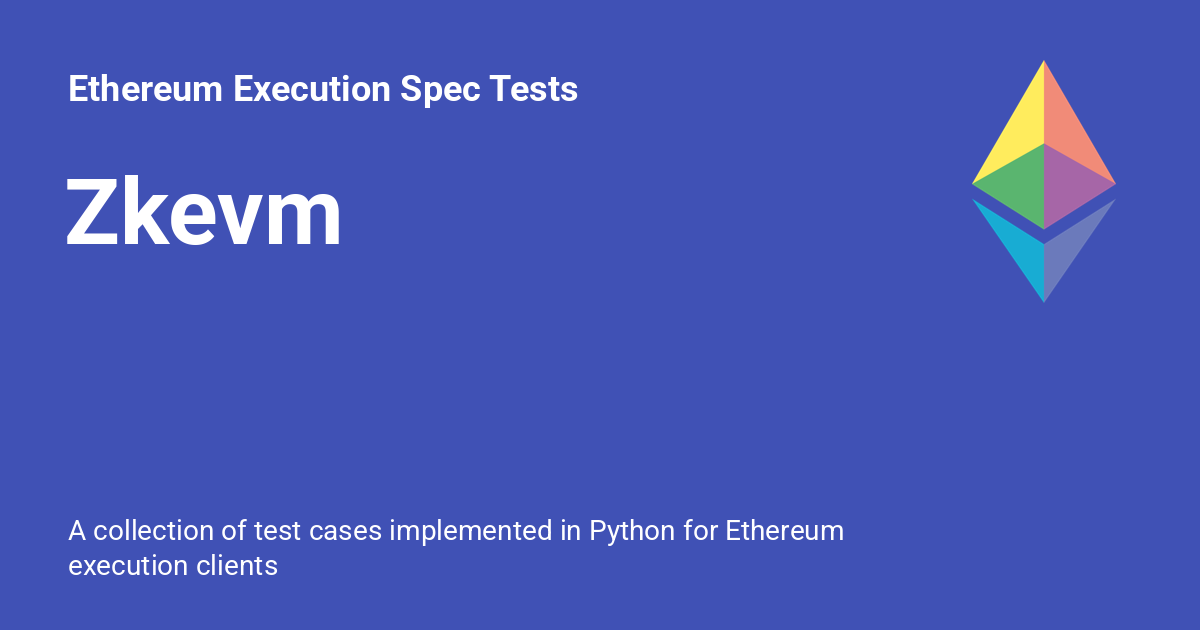 Ethereum Execution Spec Tests
Zkevm
A collection of test cases implemented in Python for Ethereum
execution clients